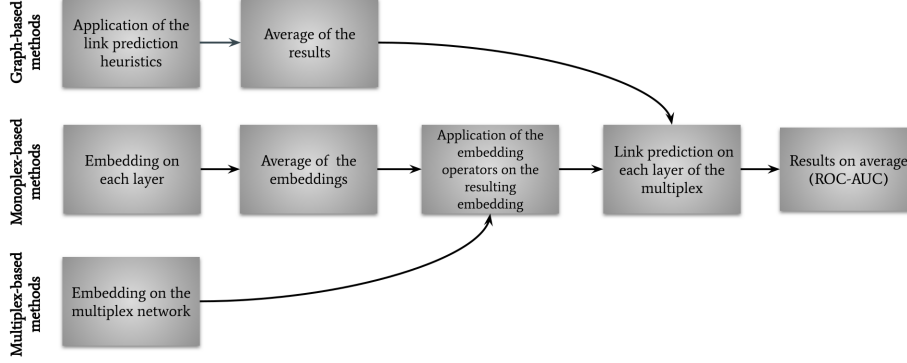 Graph-based
methods
Application of the
link prediction
heuristics
Average of the
results
Monoplex-based
methods
Embedding on
each layer
Average of the
embeddings
Application of the
embedding
operators on the
resulting
embedding
Link prediction on
each layer of the
multiplex
Results on average
(ROC-AUC)
Multiplex-based
methods
Embedding on the
multiplex network